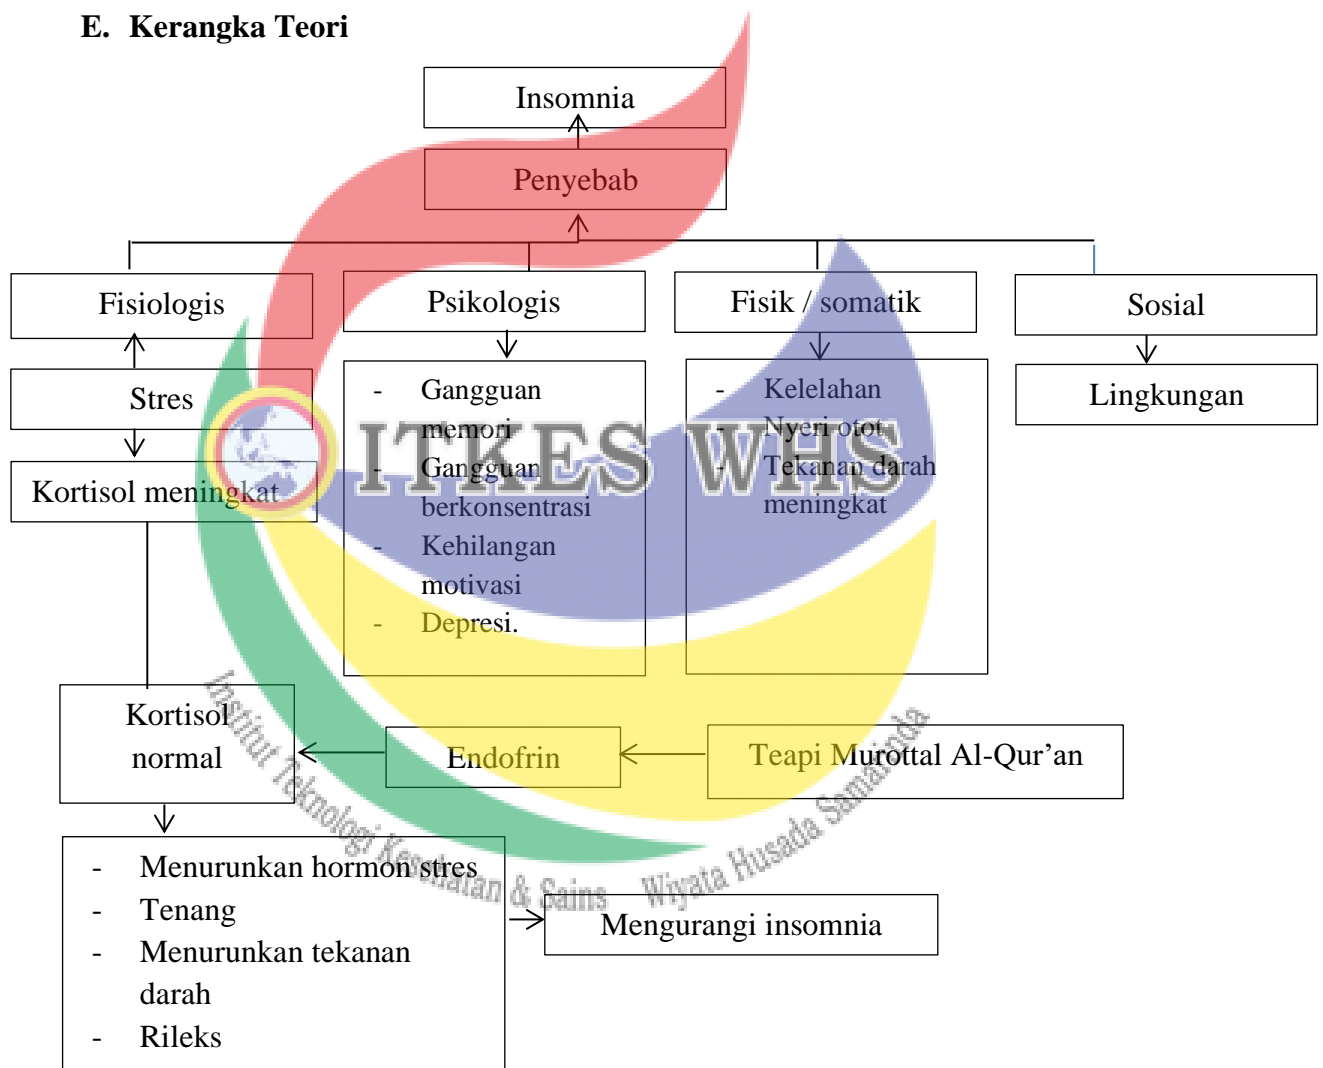 E. Kerangka Teori
Insomnia
Penyebab
Fisiologis
Psikologis
Fisik / somatik
Sosial
Stres
Kortisol meningkat
- Gangguan
memori
- Gangguan
berkonsentrasi
- Kehilangan
motivasi
- Depresi.
- Kelelahan
- Nyeri otot
- Tekanan darah
meningkat
Lingkungan
ITKES WHS
Kortisol
normal
Endofrin
Teapi Murottal Al-Qur’an
- Menurunkan hormon stres
- Tenang
- Menurunkan tekanan
darah
- Rileks
Mengurangi insomnia
Institut Teknologi Kesehatan & Sains Wiyata Husada Samarinda